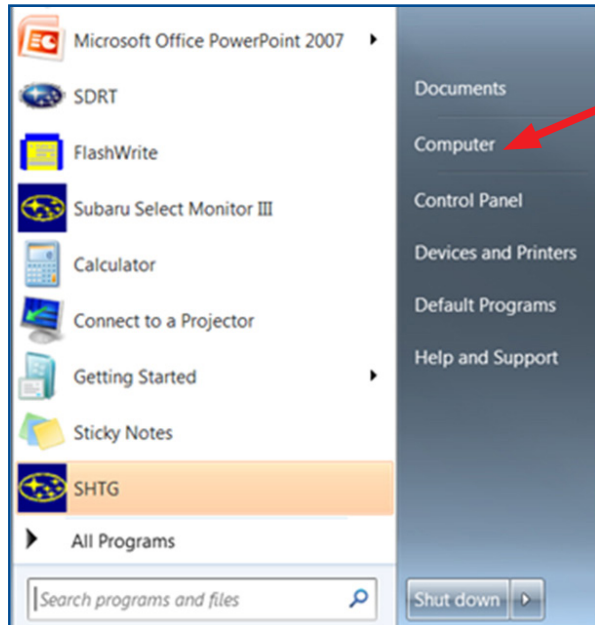 Microsoft Office PowerPoint 2007
SDRT
FlashWrite
Subaru Select Monitor III
Calculator
Connect to a Projector
Getting Started
Sticky Notes
SHTG
All Programs
Search programs and files
Documents
Computer
Control Panel
Devices and Printers
Default Programs
Help and Support
Shut down